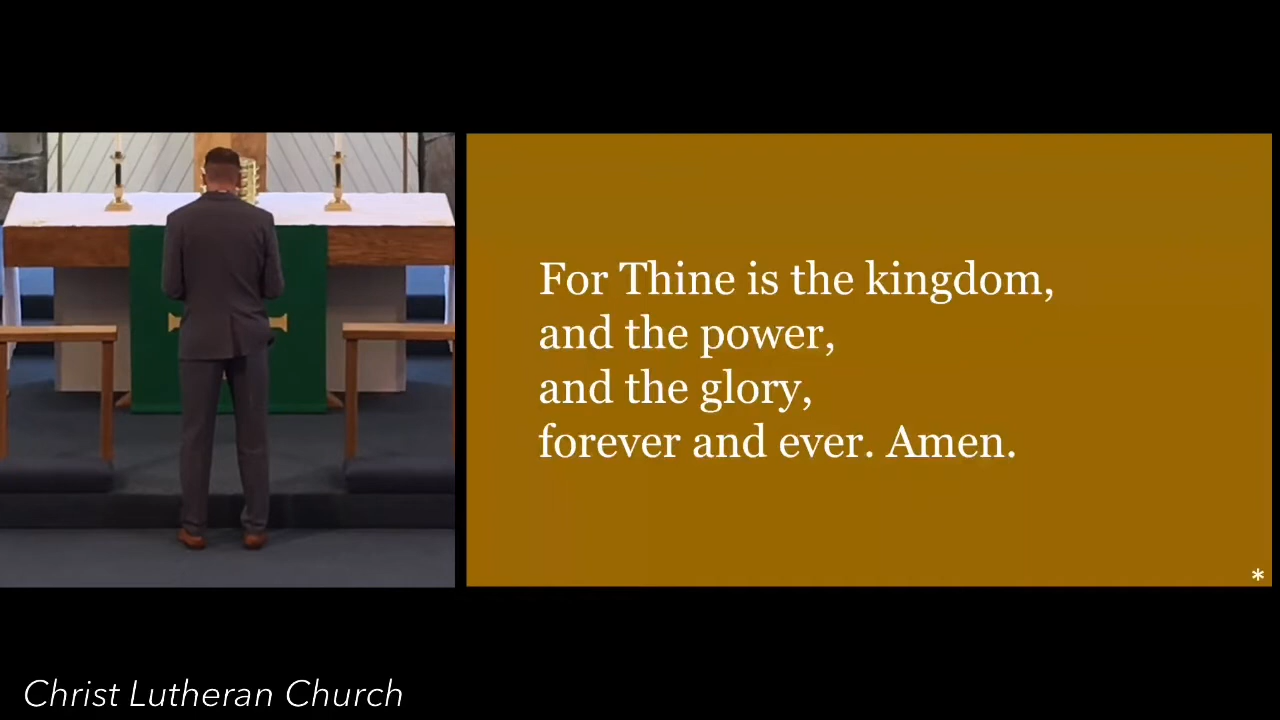 For Thine is the kingdom,
and the power,
and the glory,
forever and ever. Amen.
*
Christ Lutheran Church